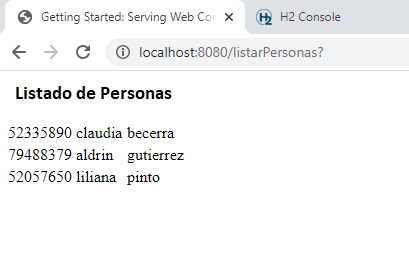 Getting Started: Serving Web Co
H2 Console
localhost:8080/listarPersonas?
Listado de Personas
52335890 claudia becerra
79488379 aldrin gutierrez
52057650 liliana pinto